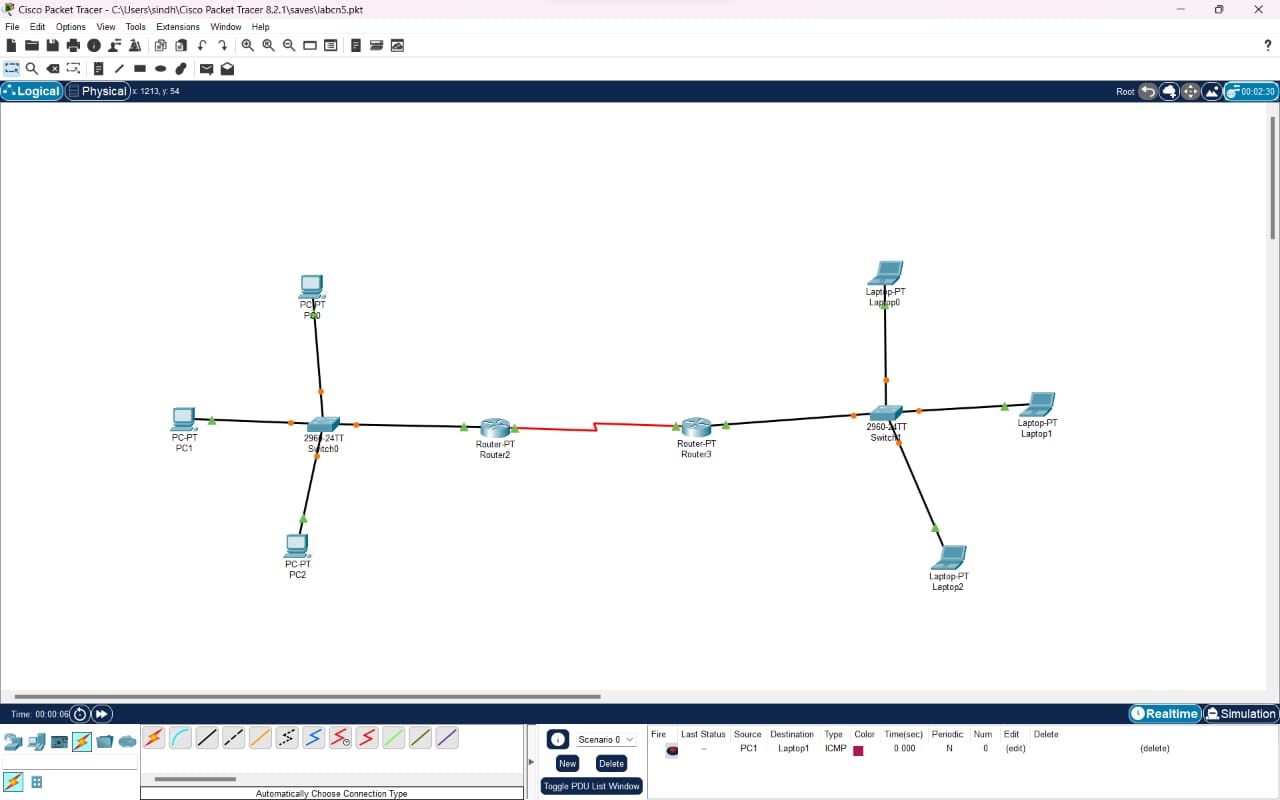 Cisco Packet Tracer - C:\Users\sindh\Cisco Packet Tracer 8.2.1\saves\labcn5.pkt
File Edit Options View Tools Extensions Window Help
?
Logical Physical x: 1213, y: 54 Root 00:02:30
PC-PT
PC0
Laptop-PT
Laptop0
PC-PT
PC1
2960-24TT
Switch0
Router-PT
Router2
Router-PT
Router3
2960-24TT
Switch1
Laptop-PT
Laptop1
PC-PT
PC2
Laptop-PT
Laptop2
Time: 00:00:06 Realtime Simulation
Scenario 0
New Delete
Toggle PDU List Window
Fire Last Status Source Destination Type Color Time(sec) Periodic Num Edit Delete
-- PC1 Laptop1 ICMP 0.000 N 0 (edit) (delete)
Automatically Choose Connection Type